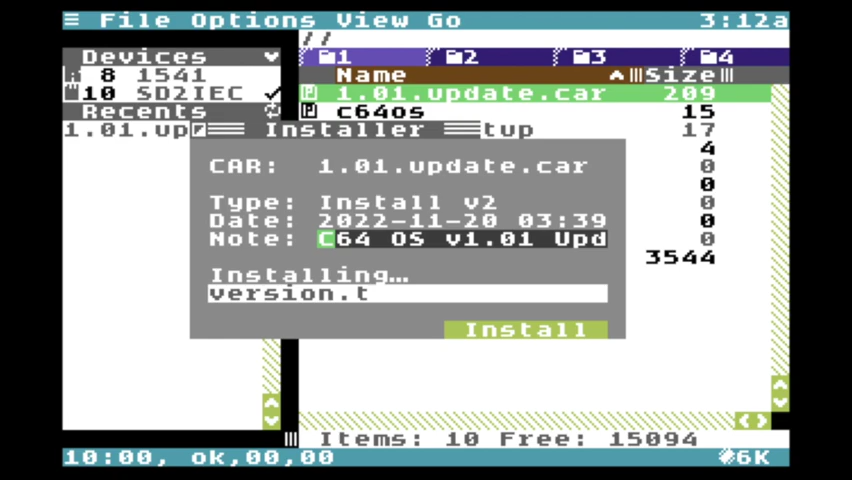 File Options View Go 3:12a
//
Devices
1 2 3 4
Name Size
8 1541
10 SD2IEC
1.01.update.car 209
Recents
c64os 15
1.01.up Installer tup 17
4
CAR: 1.01.update.car 0
0
Type: Install v2 0
Date: 2022-11-20 03:39 0
Note: C64 OS v1.01 Upd 0
3544
Installing…
version.t
Install
Items: 10 Free: 15094
10:00, ok,00,00 6K